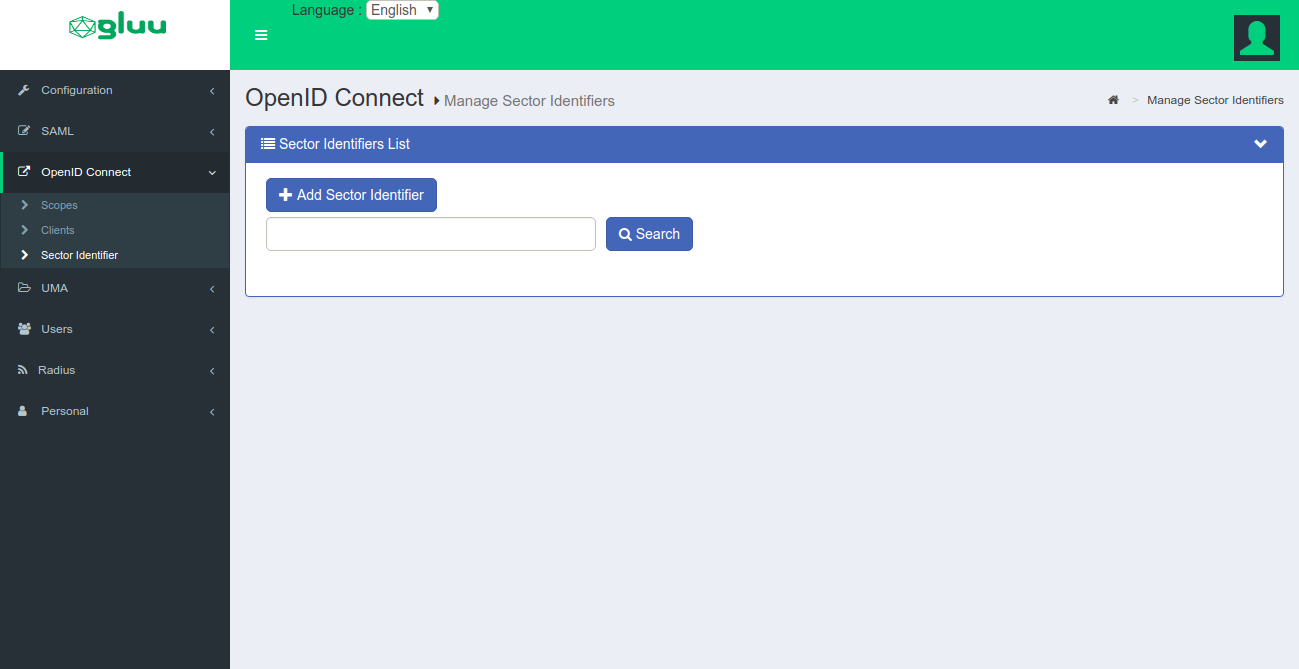 gluu
Language : English
Configuration
SAML
OpenID Connect
Scopes
Clients
Sector Identifier
UMA
Users
Radius
Personal
OpenID Connect Manage Sector Identifiers
> Manage Sector Identifiers
Sector Identifiers List
Add Sector Identifier
Search